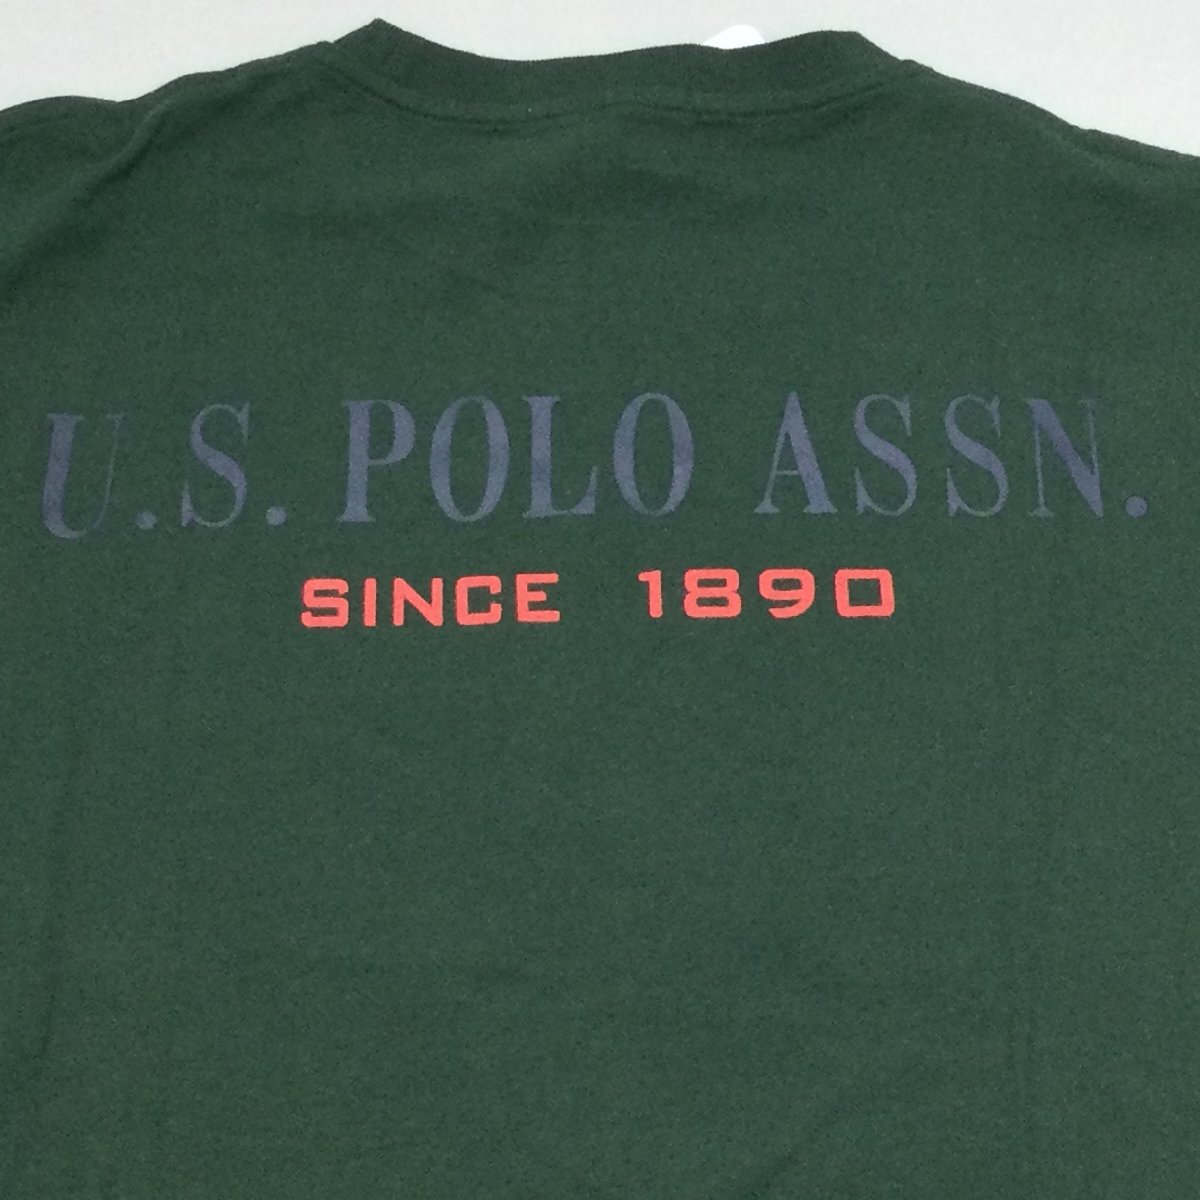 U.S. POLO ASSN.
SINCE 1890